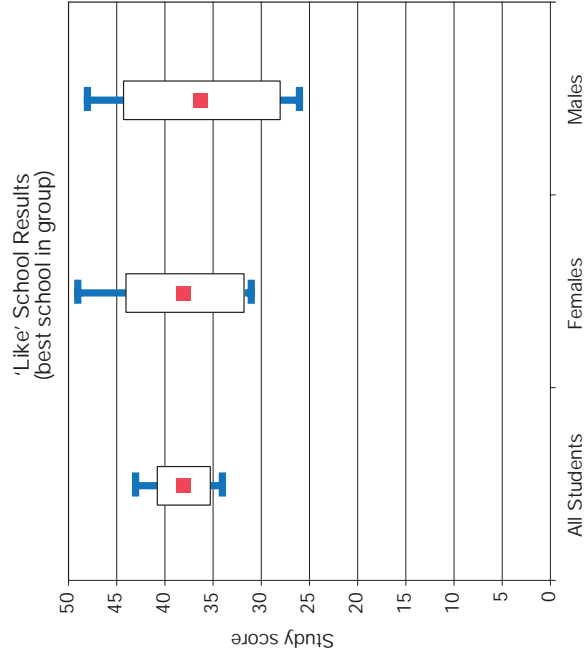 'Like' School Results
(best school in group)
Study score
50
45
40
35
30
25
20
15
10
5
0
All Students
Females
Males